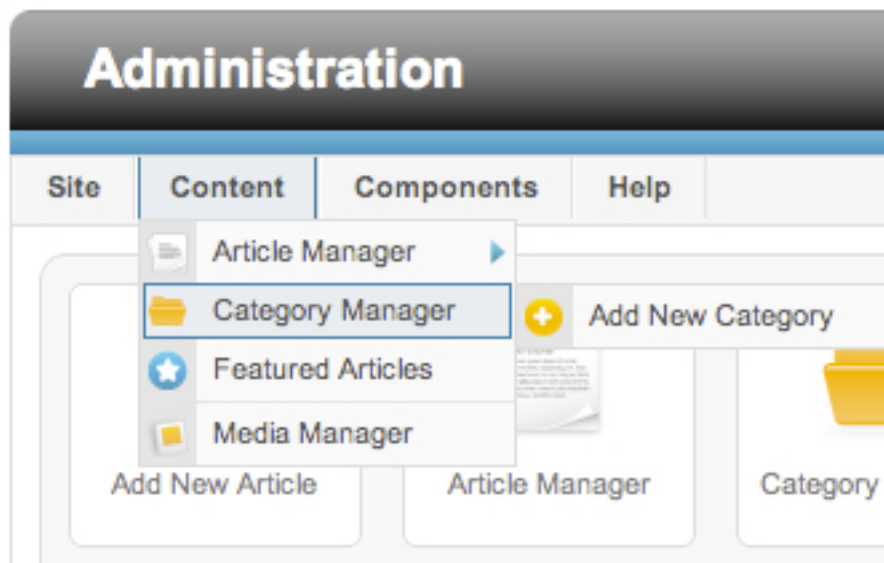 Administration
Site Content Components Help
Article Manager
Category Manager Add New Category
Featured Articles
Media Manager
Add New Article Article Manager Category